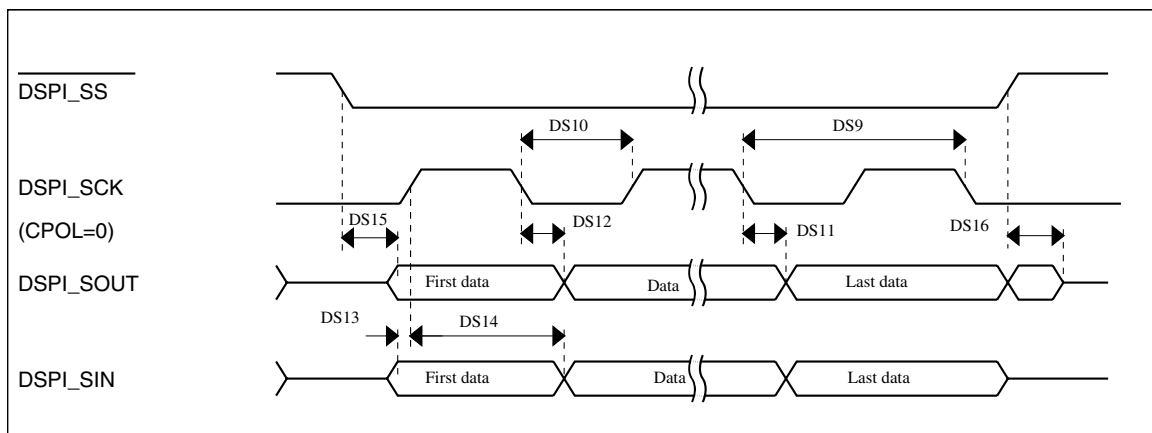 DSPI_SS
DS10
DS9
DSPI_SCK
(CPOL=0)
DS15
DS12
DS11
DS16
DSPI_SOUT
First data
Data
Last data
DS13
DS14
DSPI_SIN
First data
Data
Last data